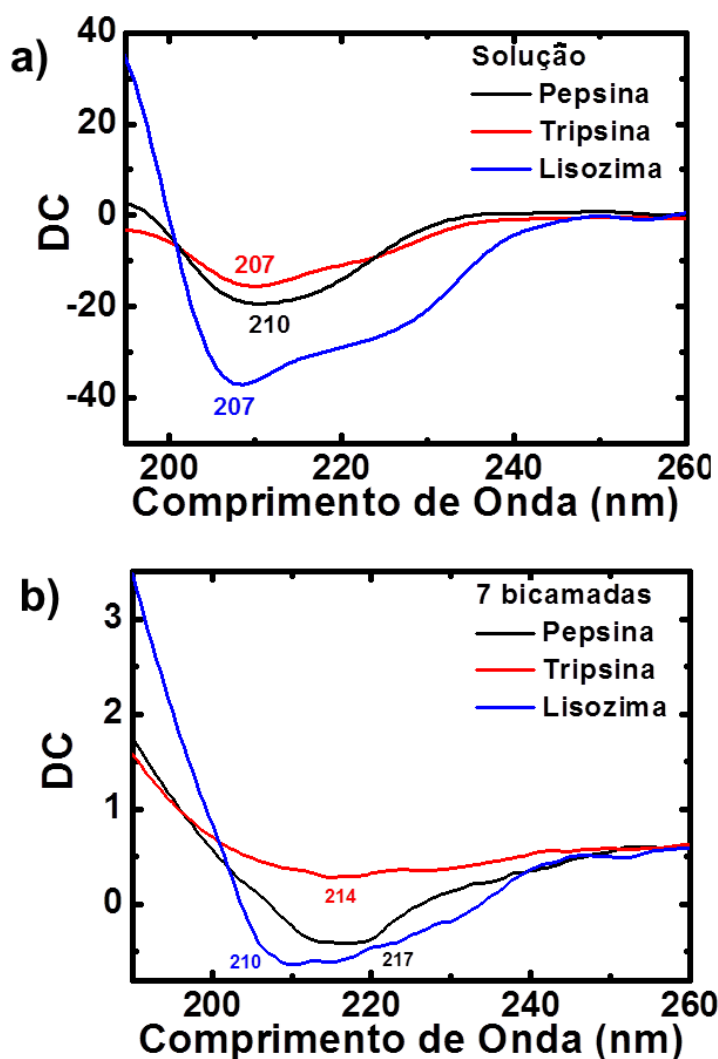 a)
40
20
0
-20
-40
DC
Solução
Pepsina
Tripsina
Lisozima
207
210
207
200 220 240 260
Comprimento de Onda (nm)
b)
3
2
1
0
DC
7 bicamadas
Pepsina
Tripsina
Lisozima
214
210
217
200 220 240 260
Comprimento de Onda (nm)